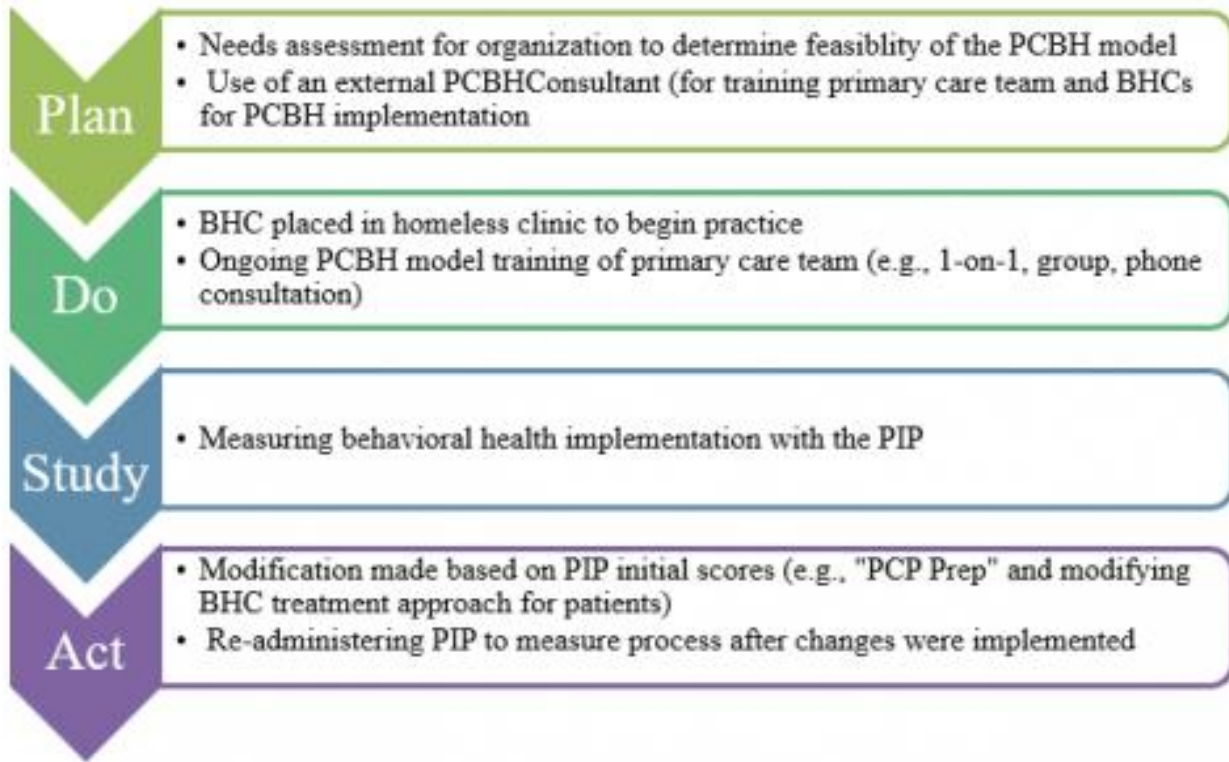 Plan
• Needs assessment for organization to determine feasiblity of the PCBH model
• Use of an external PCBHConsultant (for training primary care team and BHCs
for PCBH implementation
Do
• BHC placed in homeless clinic to begin practice
• Ongoing PCBH model training of primary care team (e.g., 1-on-1, group, phone
consultation)
Study
• Measuring behavioral health implementation with the PIP
Act
• Modification made based on PIP initial scores (e.g., "PCP Prep" and modifying
BHC treatment approach for patients)
• Re-administering PIP to measure process after changes were implemented